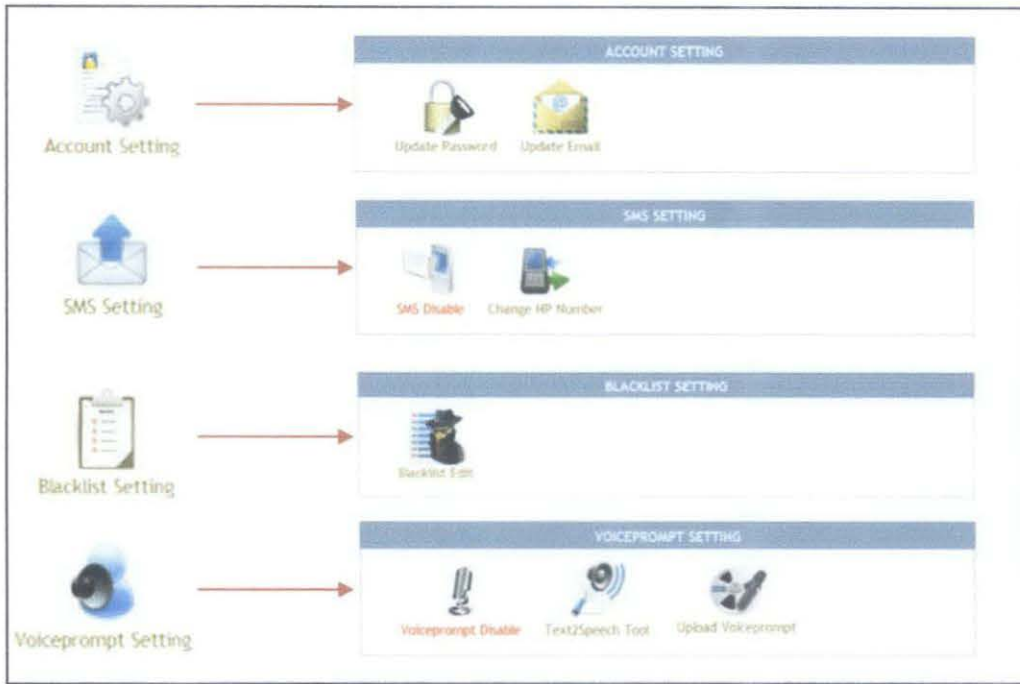 ACCOUNT SETTING
Update Password
Update Email
Account Setting
SMS SETTING
SMS Disable
Change HP Number
SMS Setting
BLACKLIST SETTING
Blacklist Edit
Blacklist Setting
VOICEPROMPT SETTING
Voiceprompt Disable
Text2Speech Tool
Upload Voiceprompt
Voiceprompt Setting